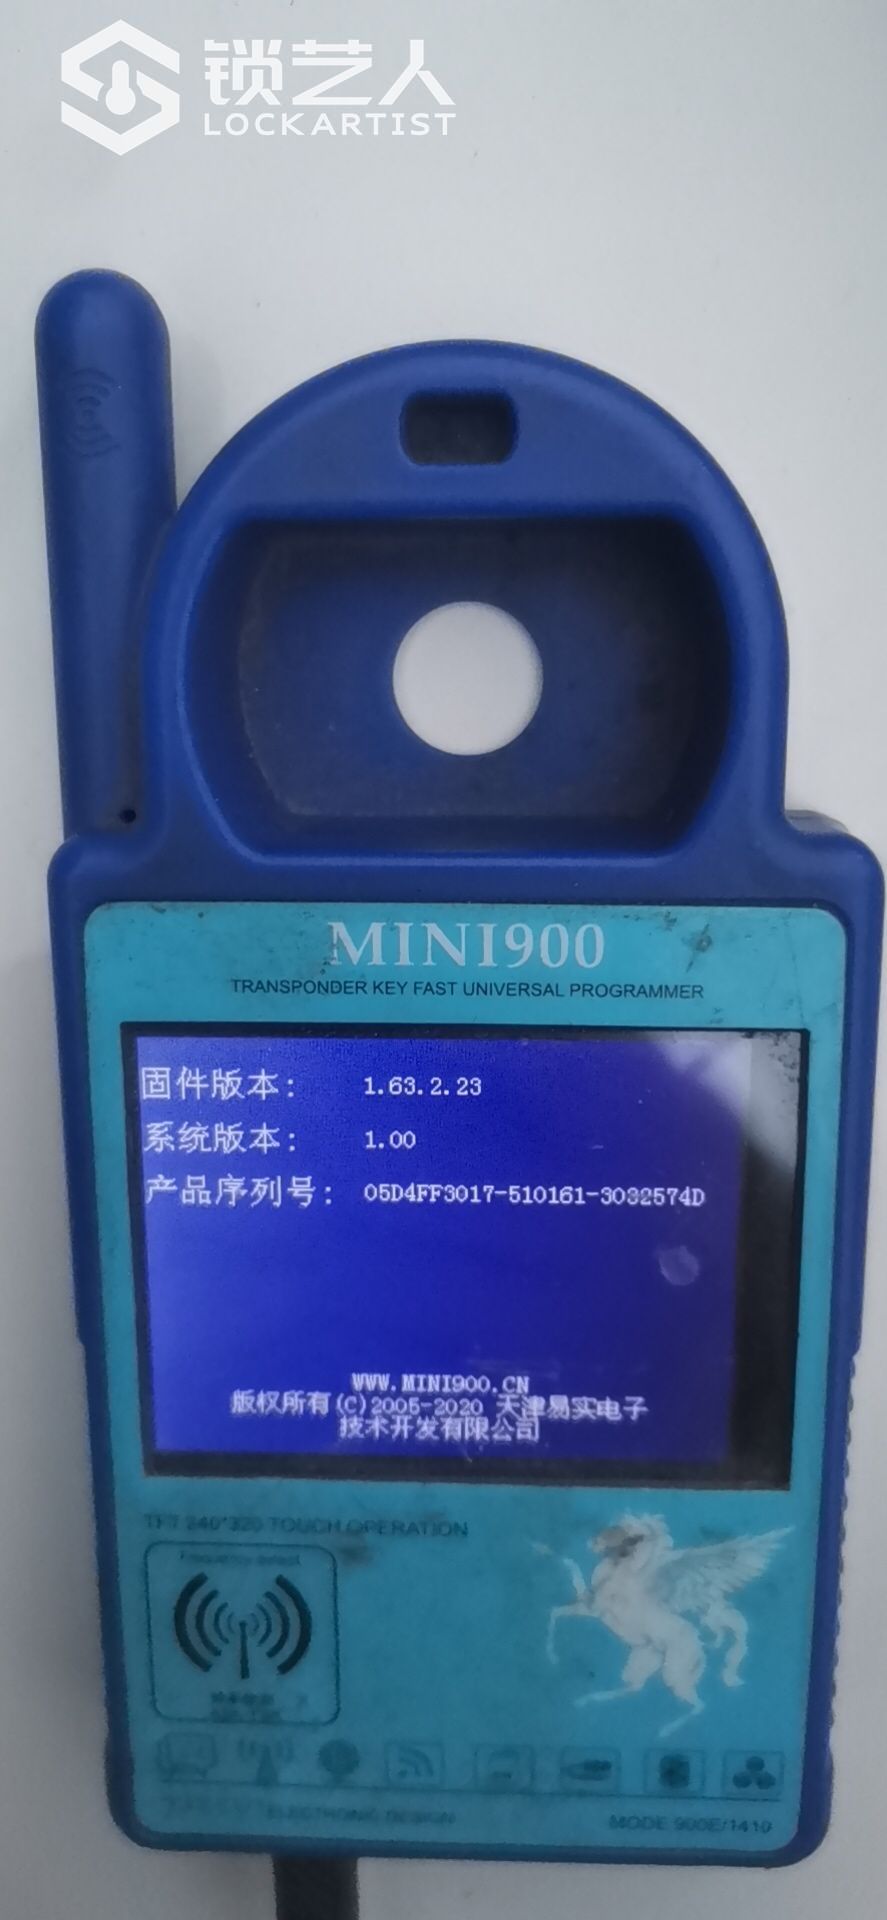 锁艺人
LOCKARTIST
MINI900
TRANSPONDER KEY FAST UNIVERSAL PROGRAMMER
固件版本： 1.63.2.23
系统版本： 1.00
产品序列号： 05D4FF3017-510161-3032574D
WWW.MINI900.CN
版权所有(C)2005-2020 天津易实电子
技术开发有限公司
TFT 240*320 TOUCH OPERATION
Frequency detect
ELECTRONIC DESIGN
MODE 900E/1410